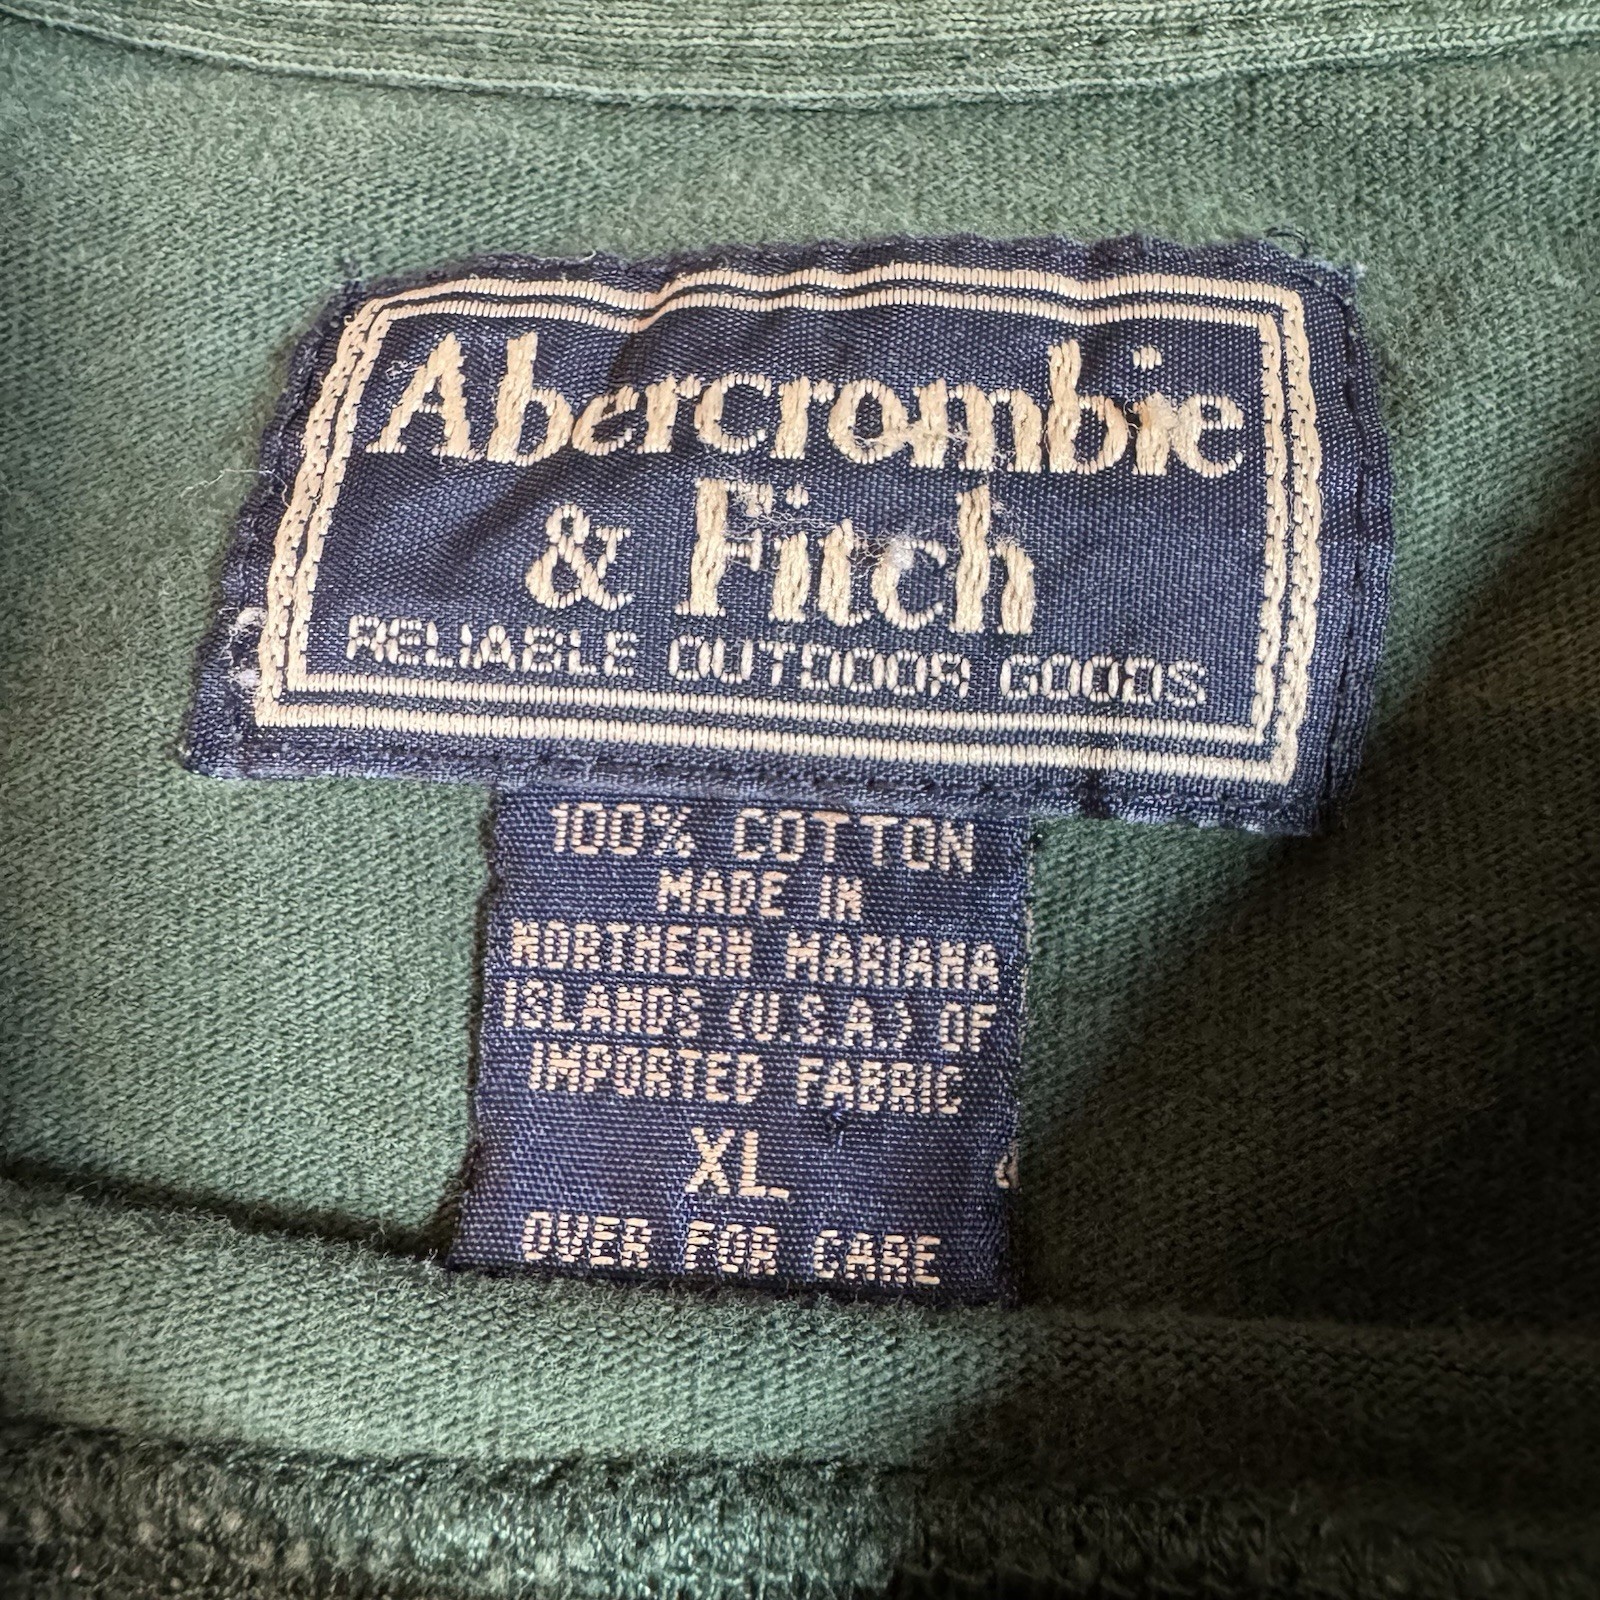 Abercrombie
& Fitch
RELIABLE OUTDOOR GOODS
100% COTTON
MADE IN
NORTHERN MARIANA
ISLANDS (U.S.A.) OF
IMPORTED FABRIC
XL
OVER FOR CARE